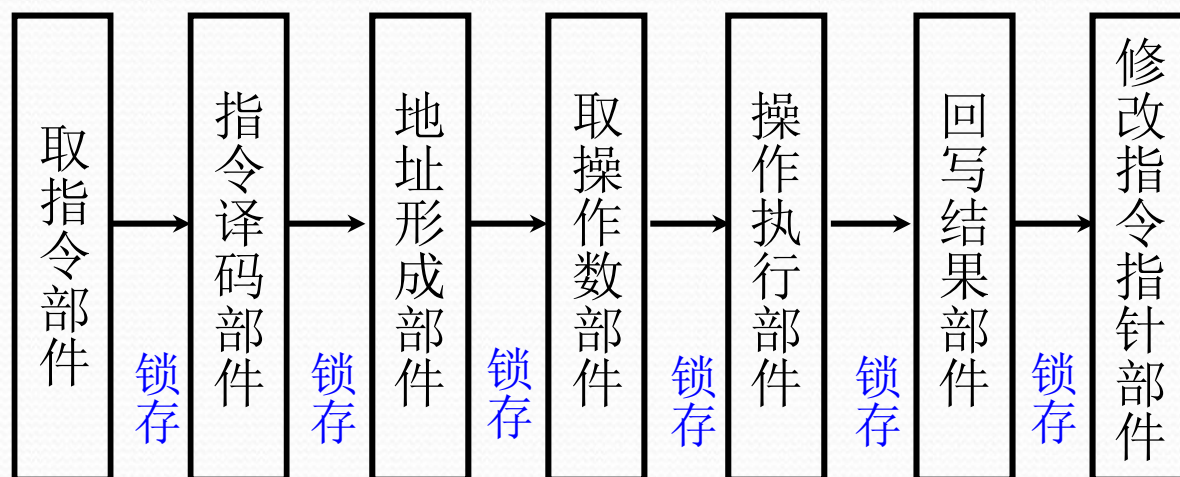 取指令部件
锁存
指令译码部件
锁存
地址形成部件
锁存
取操作数部件
锁存
操作执行部件
锁存
回写结果部件
锁存
修改指令指针部件